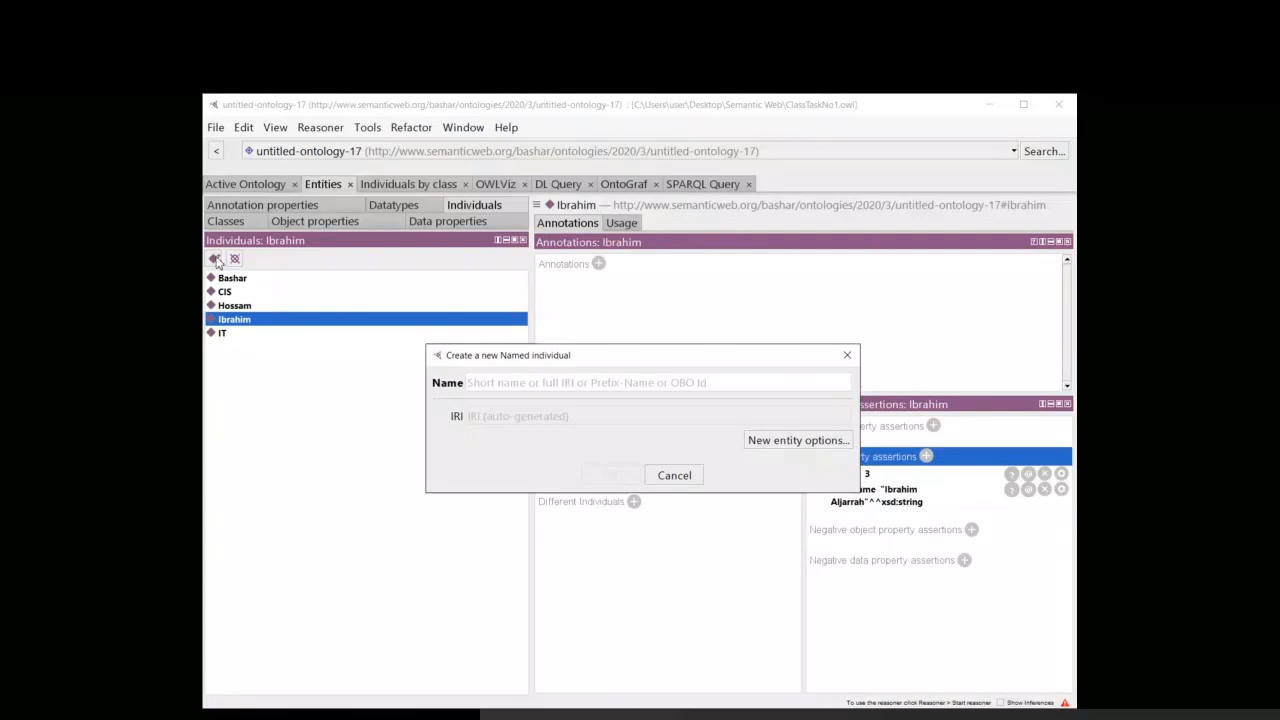 untitled-ontology-17 (http://www.semanticweb.org/bashar/ontologies/2020/3/untitled-ontology-17) : [C:\Users\user\Desktop\Semantic Web\ClassTaskNo1.owl]
File Edit View Reasoner Tools Refactor Window Help
< untitled-ontology-17 (http://www.semanticweb.org/bashar/ontologies/2020/3/untitled-ontology-17) Search...
Active Ontology × Entities × Individuals by class × OWLViz × DL Query × OntoGraf × SPARQL Query ×
Annotation properties Datatypes Individuals
Classes Object properties Data properties
≡ Ibrahim — http://www.semanticweb.org/bashar/ontologies/2020/3/untitled-ontology-17#Ibrahim
Annotations Usage
Individuals: Ibrahim
Annotations: Ibrahim
Annotations
Bashar
CIS
Hossam
Ibrahim
IT
Create a new Named individual
Name Short name or full IRI or Prefix-Name or OBO Id
IRI IRI (auto-generated)
New entity options...
Cancel
ssertions: Ibrahim
erty assertions
ty assertions
3
ame "Ibrahim
Aljarrah"^^xsd:string
Different Individuals
Negative object property assertions
Negative data property assertions
To use the reasoner click Reasoner > Start reasoner Show Inferences